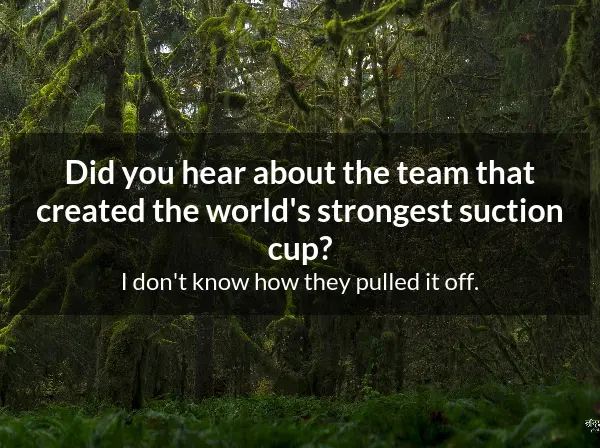 Did you hear about the team that
created the world's strongest suction
cup?
I don't know how they pulled it off.